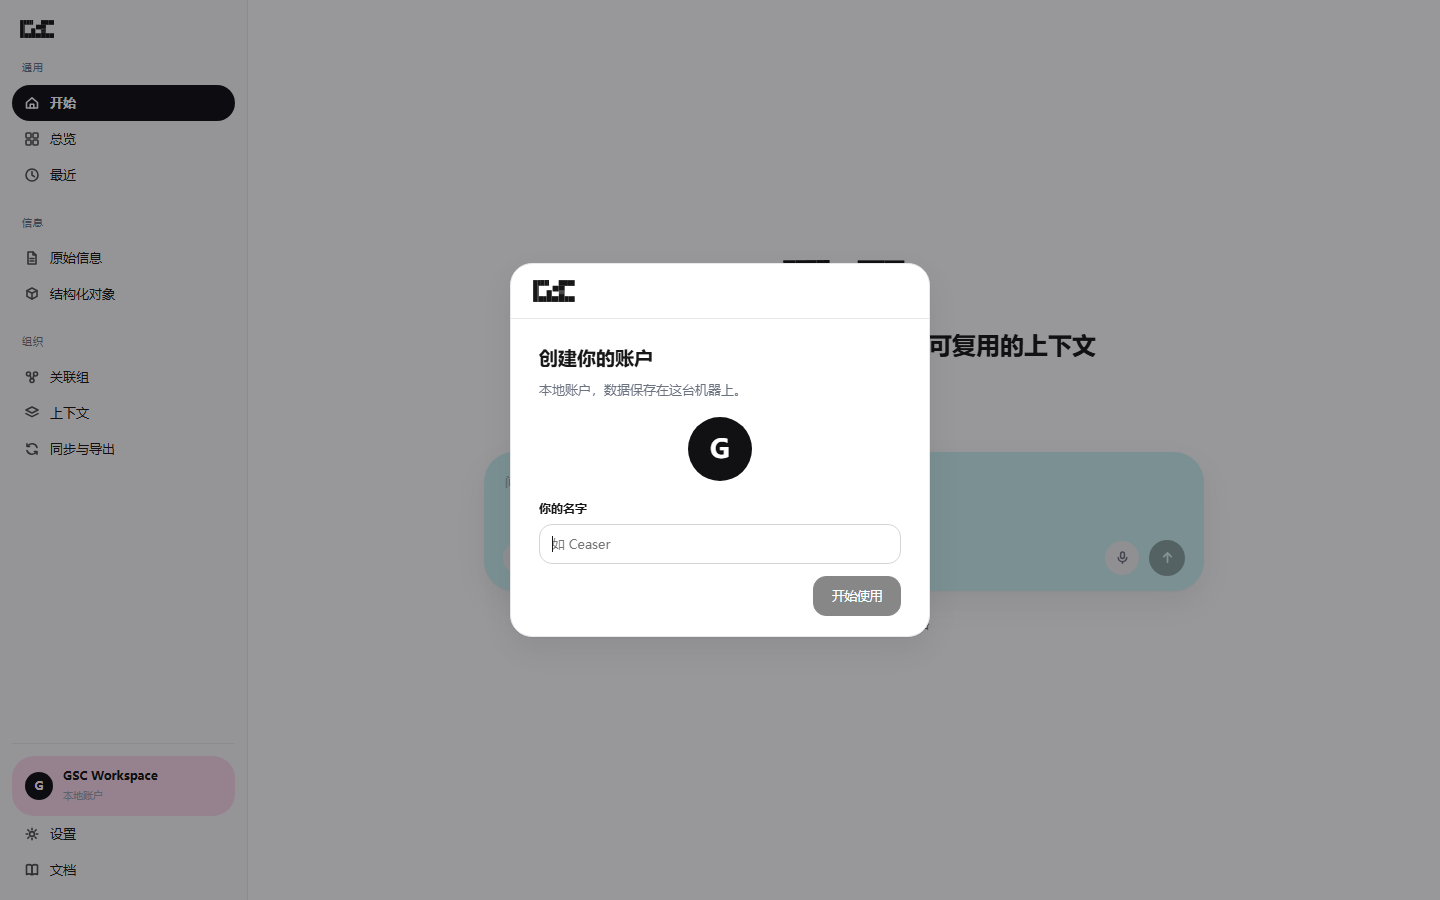 GSC
通用
开始
总览
最近
信息
原始信息
结构化对象
组织
关联组
上下文
同步与导出
GSC Workspace
G
本地账户
设置
文档
可复用的上下文
GSC
创建你的账户
本地账户，数据保存在这台机器上。
G
你的名字
如 Ceaser
开始使用